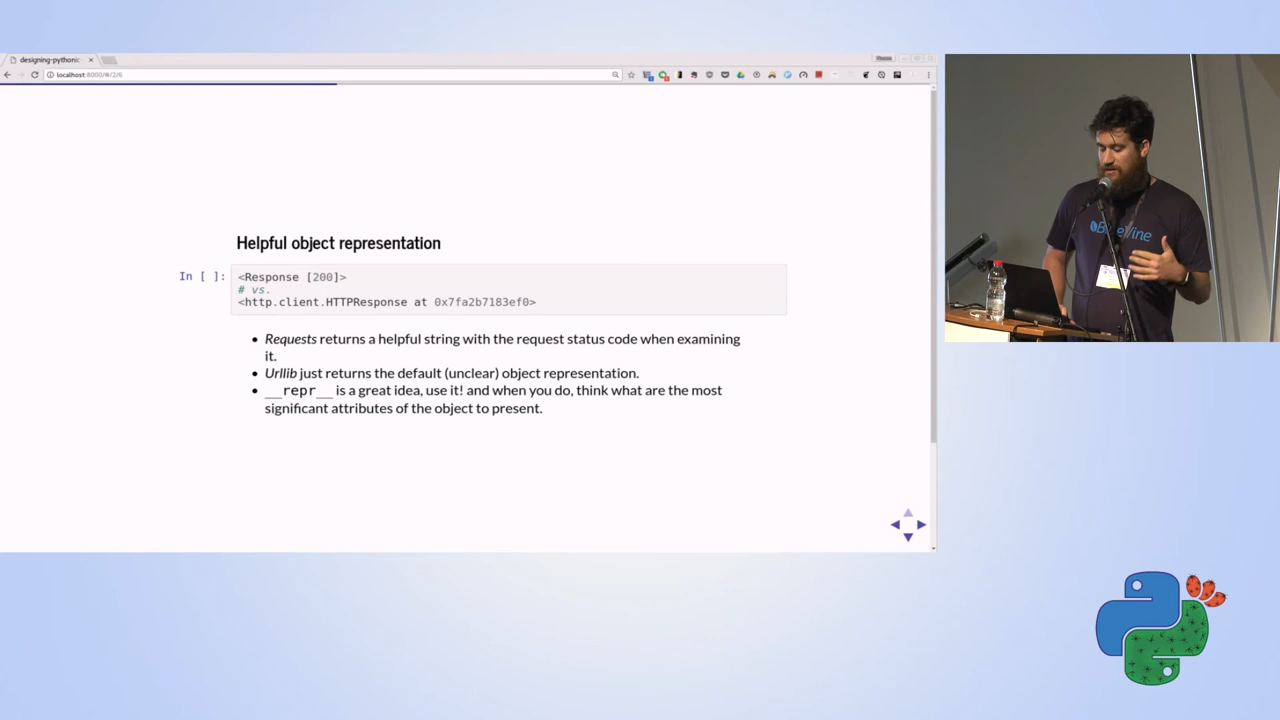 designing-pythonic
localhost:8000/#/2/6
Helpful object representation
In [ ]:
<Response [200]>
# vs.
<http.client.HTTPResponse at 0x7fa2b7183ef0>
• Requests returns a helpful string with the request status code when examining
it.
• Urllib just returns the default (unclear) object representation.
• __repr__ is a great idea, use it! and when you do, think what are the most
significant attributes of the object to present.
BlueVine